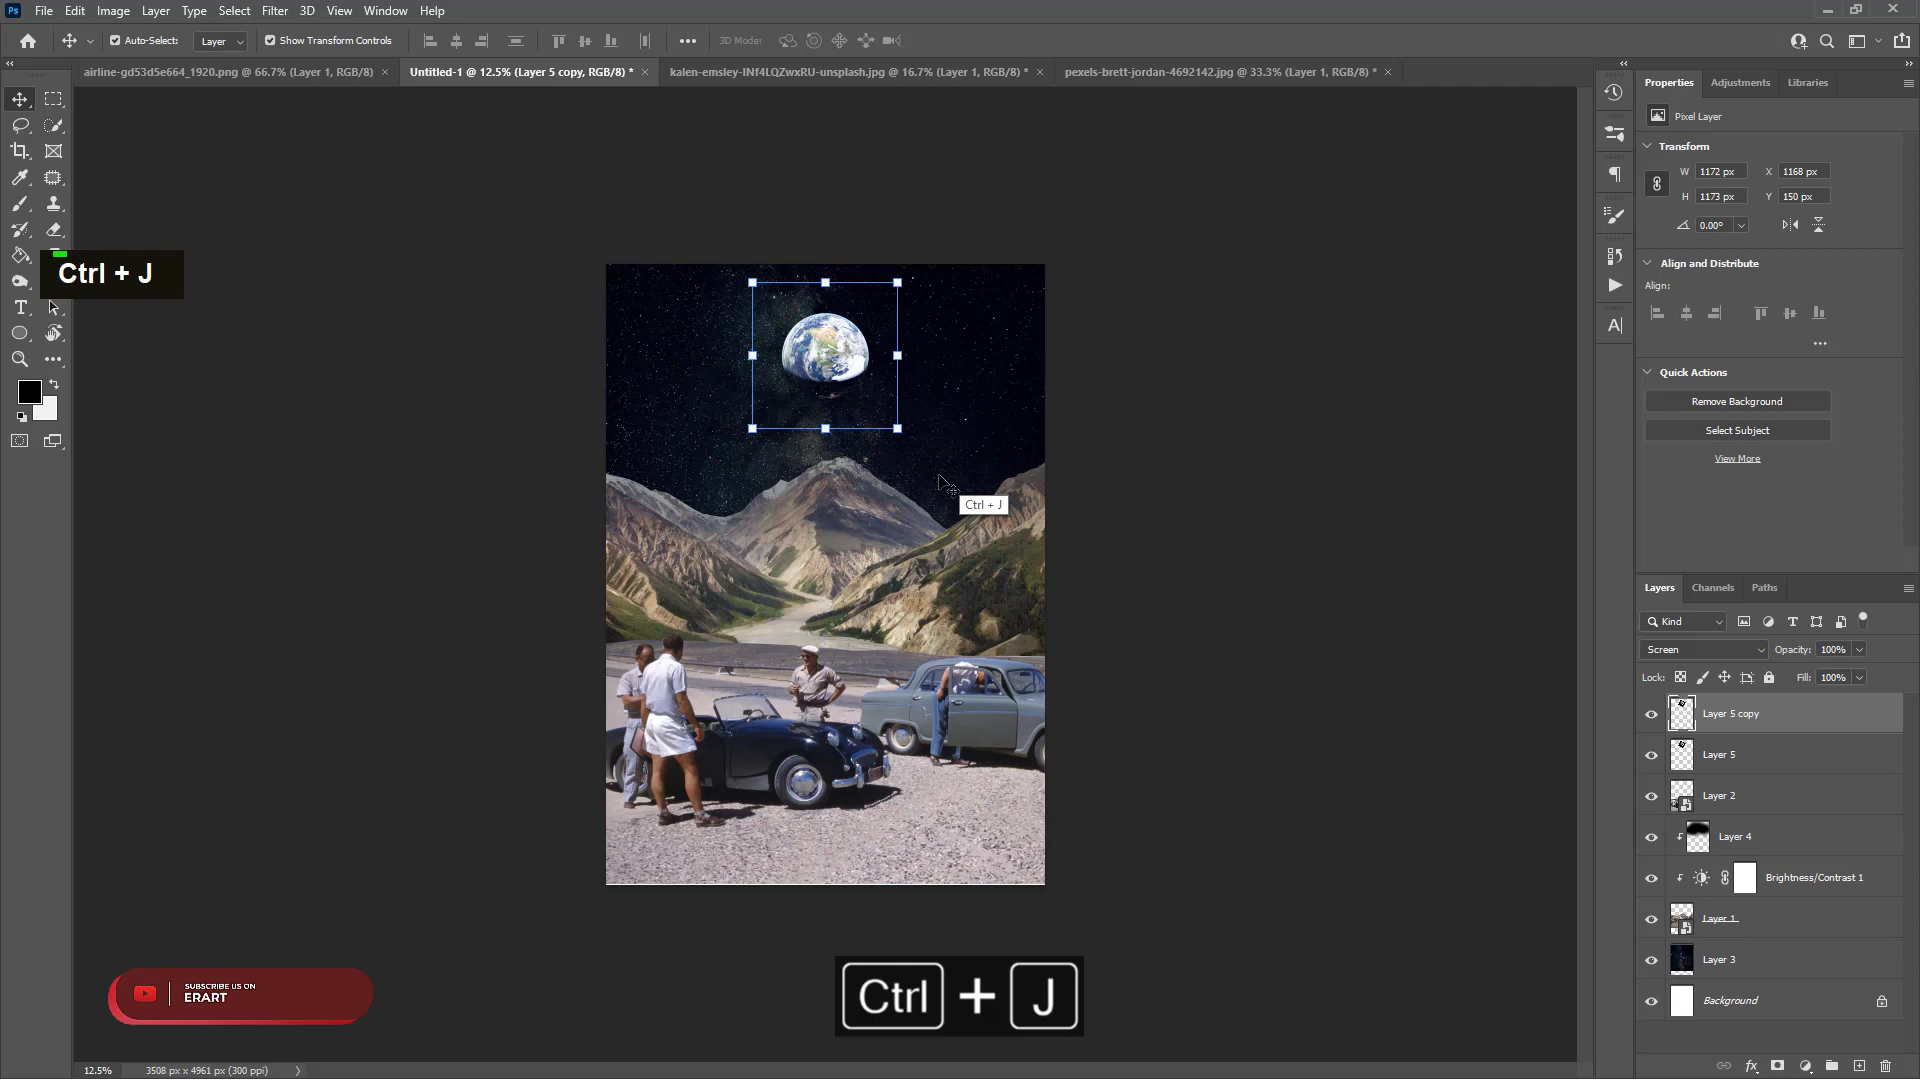 Ps File Edit Image Layer Type Select Filter 3D View Window Help
Auto-Select: Layer Show Transform Controls 3D Mode:
airline-gd53d5e664_1920.png @ 66.7% (Layer 1, RGB/8) × Untitled-1 @ 12.5% (Layer 5 copy, RGB/8) * × kalen-emsley-INf4LQZwxRU-unsplash.jpg @ 16.7% (Layer 1, RGB/8) * × pexels-brett-jordan-4692142.jpg @ 33.3% (Layer 1, RGB/8) * ×
Properties Adjustments Libraries
Pixel Layer
Transform
W 1172 px X 1168 px
H 1173 px Y 150 px
0.00°
Align and Distribute
Align:
Quick Actions
Remove Background
Select Subject
View More
Ctrl + J
Ctrl + J
Layers Channels Paths
Kind
Screen Opacity: 100%
Lock: Fill: 100%
Layer 5 copy
Layer 5
Layer 2
Layer 4
Brightness/Contrast 1
Layer 1
Layer 3
Background
SUBSCRIBE US ON
ERART
Ctrl + J
12.5% 3508 px x 4961 px (300 ppi)